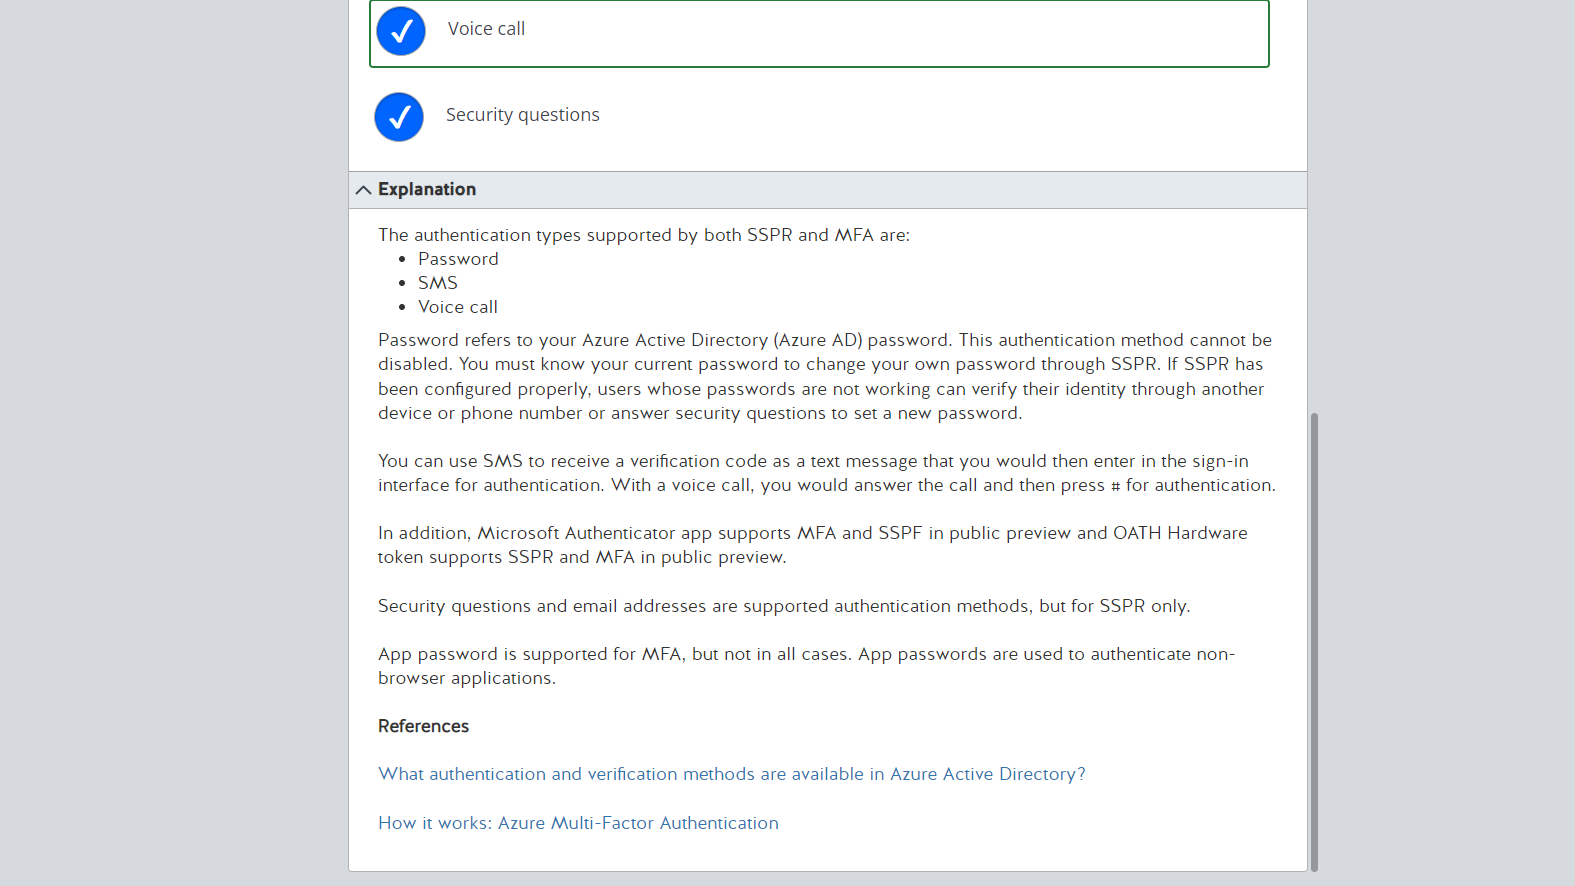 Voice call
Security questions
Explanation
The authentication types supported by both SSPR and MFA are:
• Password
• SMS
• Voice call
Password refers to your Azure Active Directory (Azure AD) password. This authentication method cannot be
disabled. You must know your current password to change your own password through SSPR. If SSPR has
been configured properly, users whose passwords are not working can verify their identity through another
device or phone number or answer security questions to set a new password.
You can use SMS to receive a verification code as a text message that you would then enter in the sign-in
interface for authentication. With a voice call, you would answer the call and then press # for authentication.
In addition, Microsoft Authenticator app supports MFA and SSPF in public preview and OATH Hardware
token supports SSPR and MFA in public preview.
Security questions and email addresses are supported authentication methods, but for SSPR only.
App password is supported for MFA, but not in all cases. App passwords are used to authenticate non-
browser applications.
References
What authentication and verification methods are available in Azure Active Directory?
How it works: Azure Multi-Factor Authentication